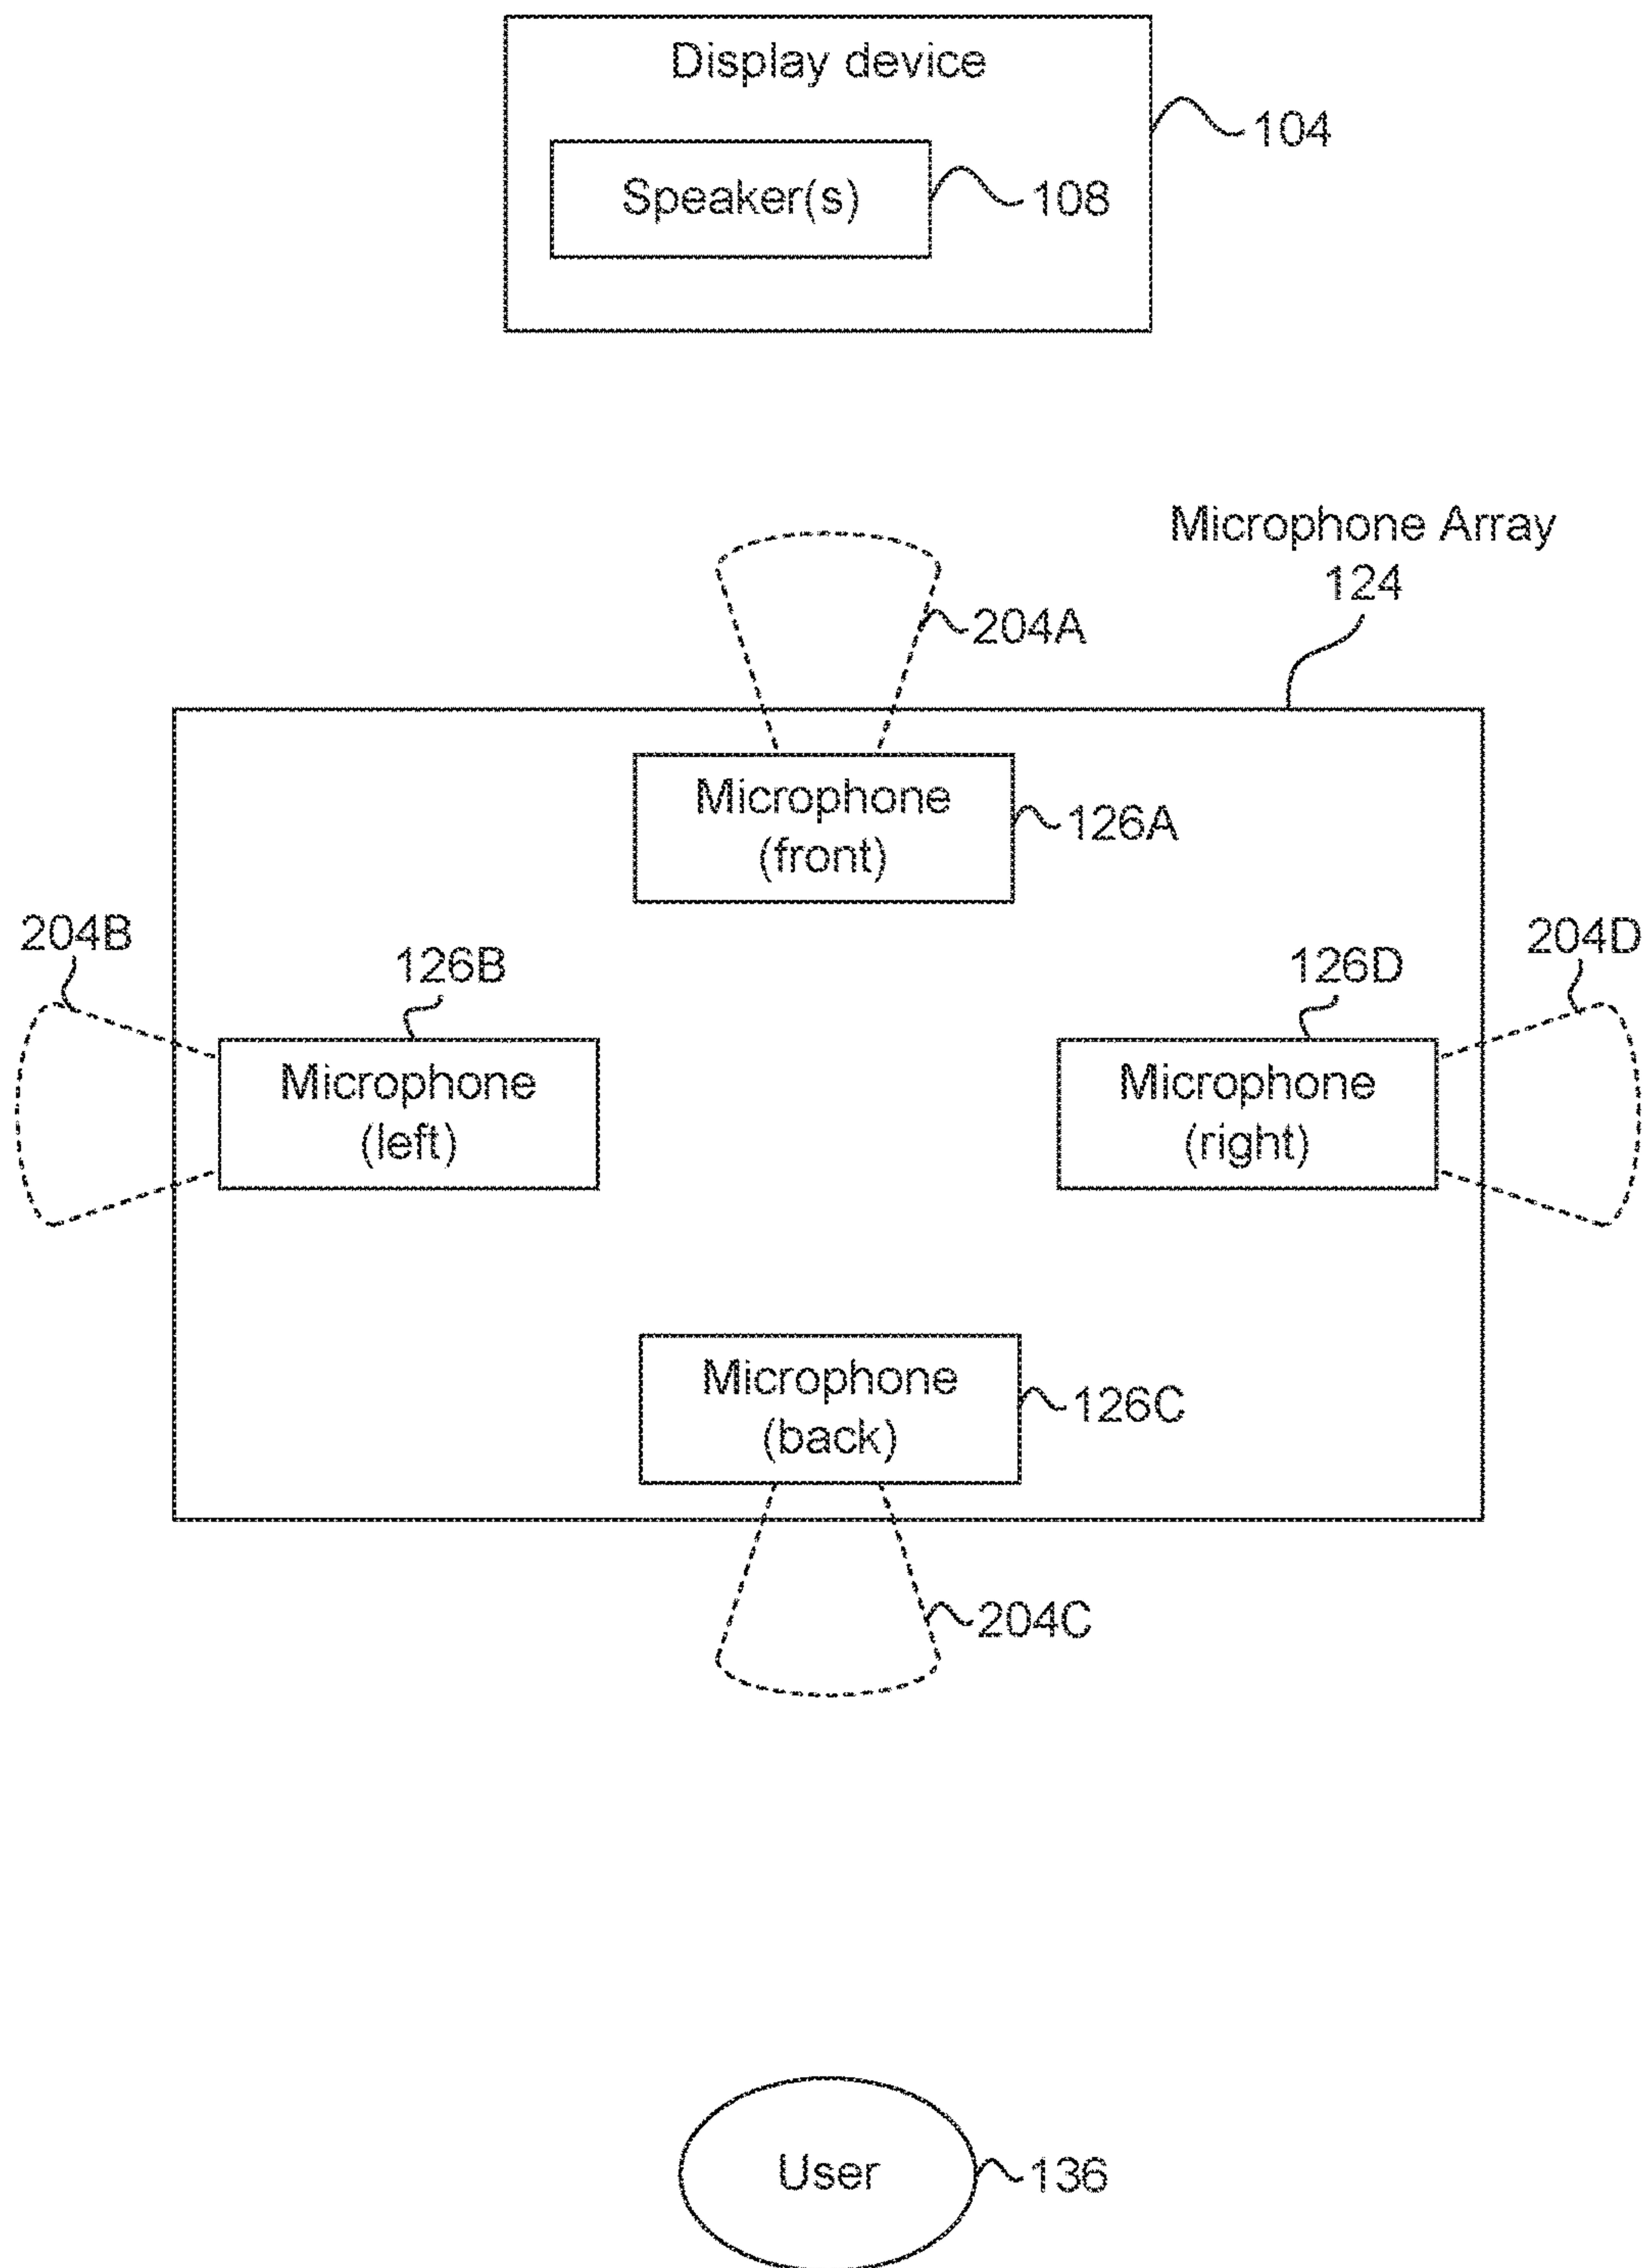 Display device
104
Speaker(s)
108
Microphone Array
124
204A
Microphone
(front)
126A
204B
126B
126D
204D
Microphone
(left)
Microphone
(right)
Microphone
(back)
126C
204C
User
136